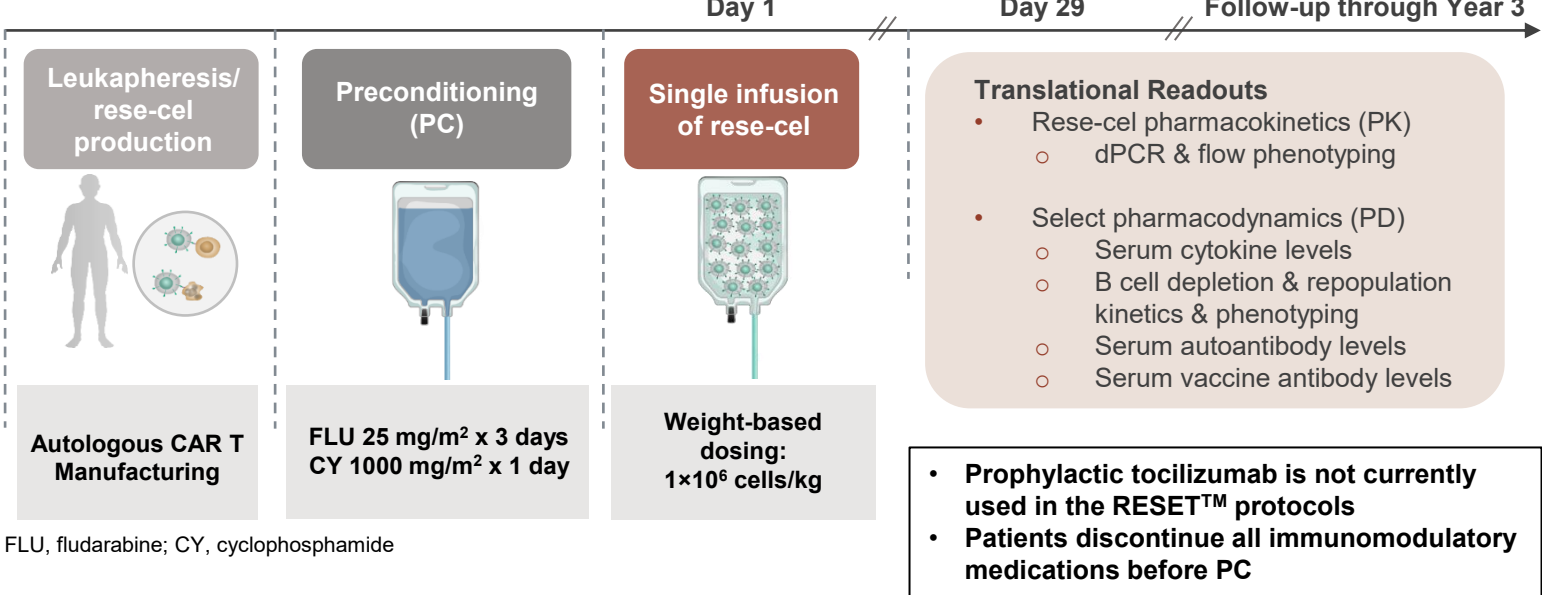 Day 1
Day 29
Follow-up through Year 3
Leukapheresis/
rese-cel
production
Preconditioning
(PC)
Single infusion
of rese-cel
Autologous CAR T
Manufacturing
FLU 25 mg/m² x 3 days
CY 1000 mg/m² x 1 day
Weight-based
dosing:
1×10⁶ cells/kg
Translational Readouts
• Rese-cel pharmacokinetics (PK)
o dPCR & flow phenotyping
• Select pharmacodynamics (PD)
o Serum cytokine levels
o B cell depletion & repopulation
kinetics & phenotyping
o Serum autoantibody levels
o Serum vaccine antibody levels
• Prophylactic tocilizumab is not currently
used in the RESET™ protocols
• Patients discontinue all immunomodulatory
medications before PC
FLU, fludarabine; CY, cyclophosphamide